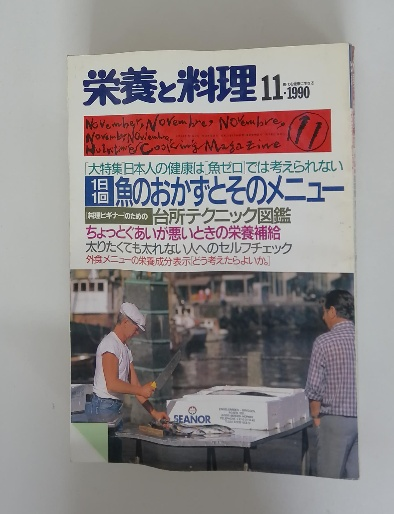 栄養と料理
11・1990
November, Novembre, Novembre,
November, Novembre,
Nutrition & Cooking Magazine
11
[大特集]日本人の健康は「魚ゼロ」では考えられない
1日1回 魚のおかずとそのメニュー
料理ビギナーのための 台所テクニック図鑑
ちょっとぐあいが悪いときの栄養補給
太りたくても太れない人へのセルフチェック
外食メニューの栄養成分表示「どう考えたらよいか。」
SEANOR